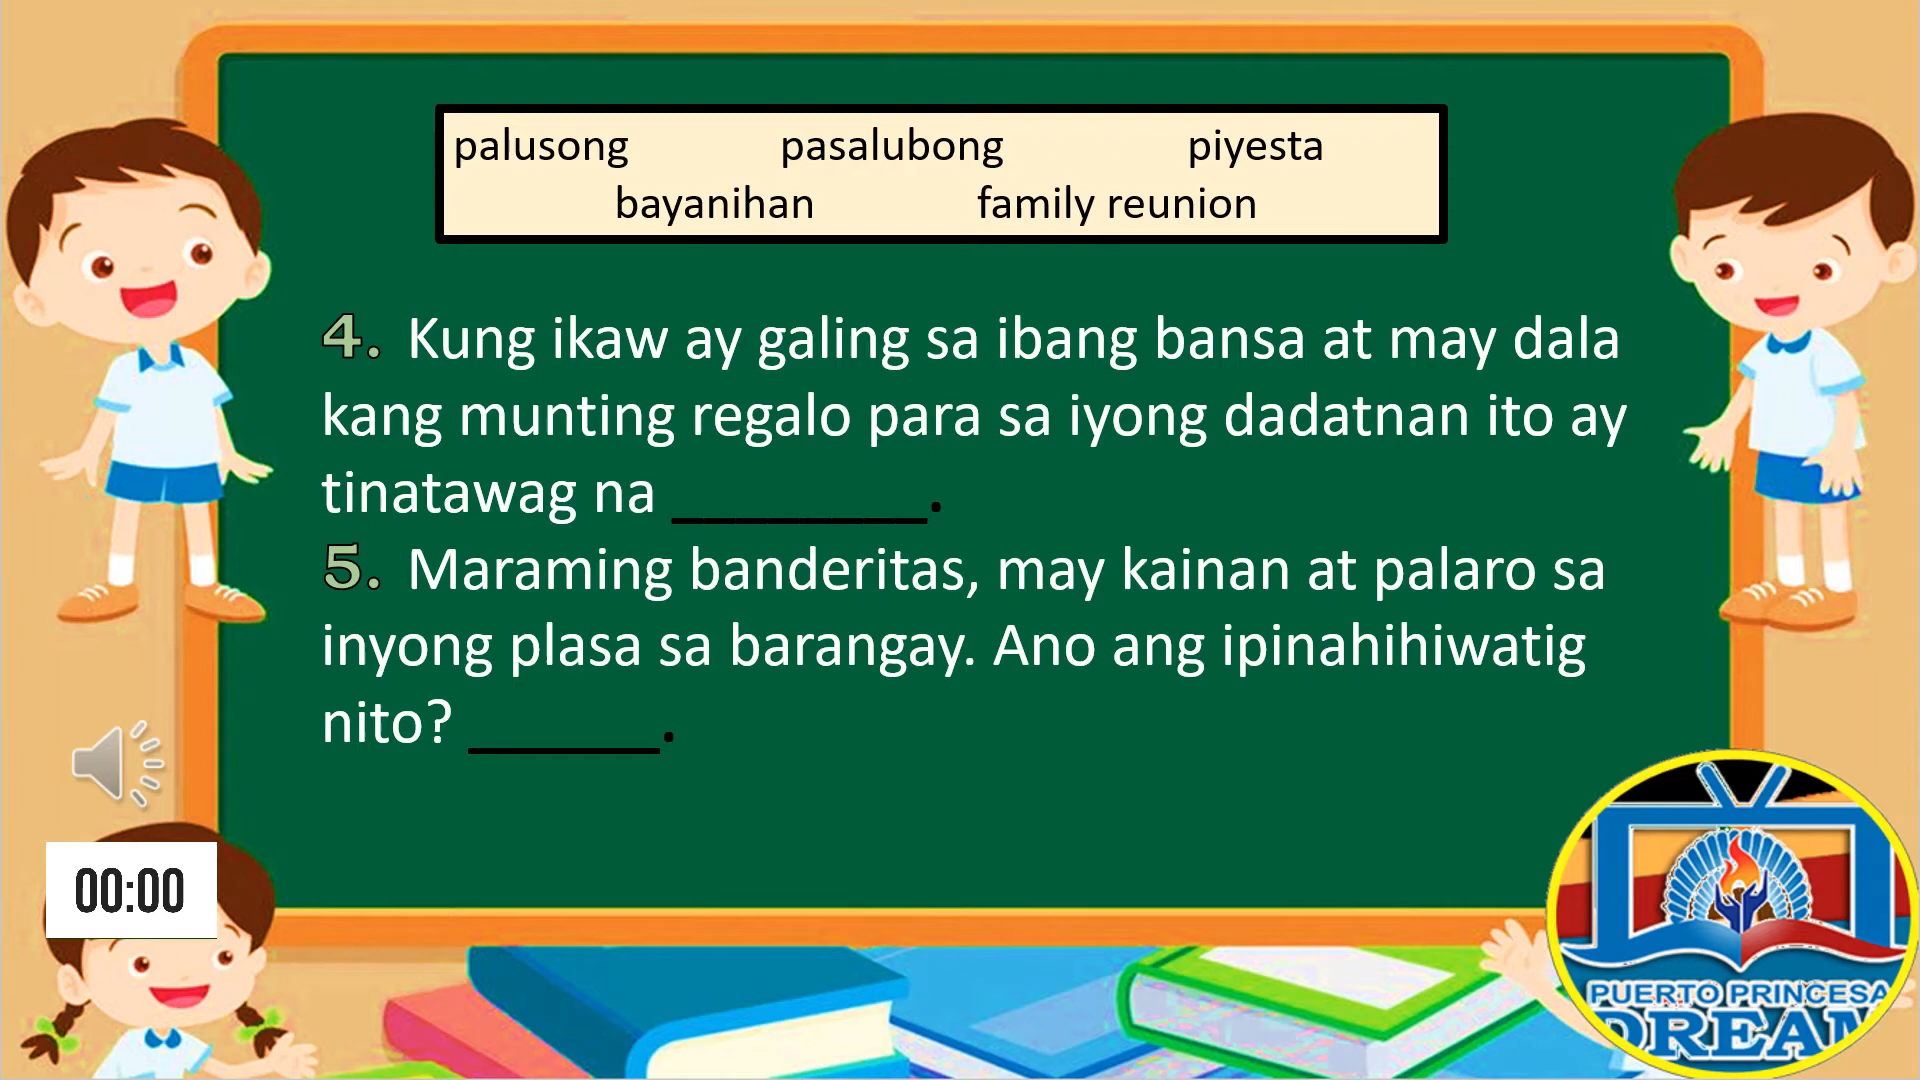 palusong pasalubong piyesta
bayanihan family reunion
4. Kung ikaw ay galing sa ibang bansa at may dala
kang munting regalo para sa iyong dadatnan ito ay
tinatawag na ________.
5. Maraming banderitas, may kainan at palaro sa
inyong plasa sa barangay. Ano ang ipinahihiwatig
nito? ______.
00:00
PUERTO PRINCESA
DREAM